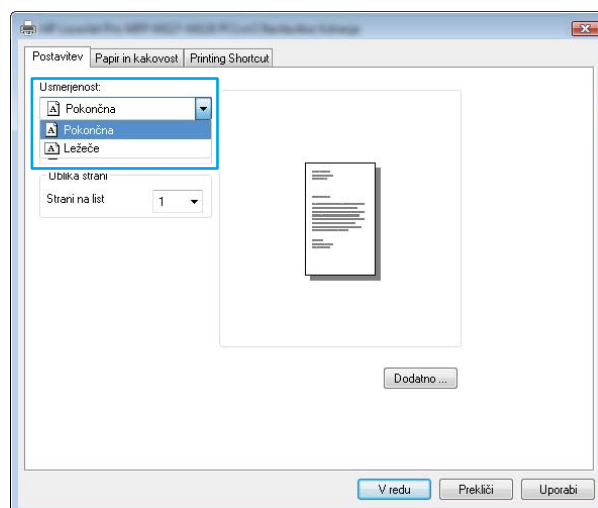 Postavitev
Papir in kakovost
Printing Shortcut
Usmerjenost:
Pokončna
Pokončna
Ležeče
Oblika strani
Strani na list
1
Dodatno ...
V redu
Prekliči
Uporabi